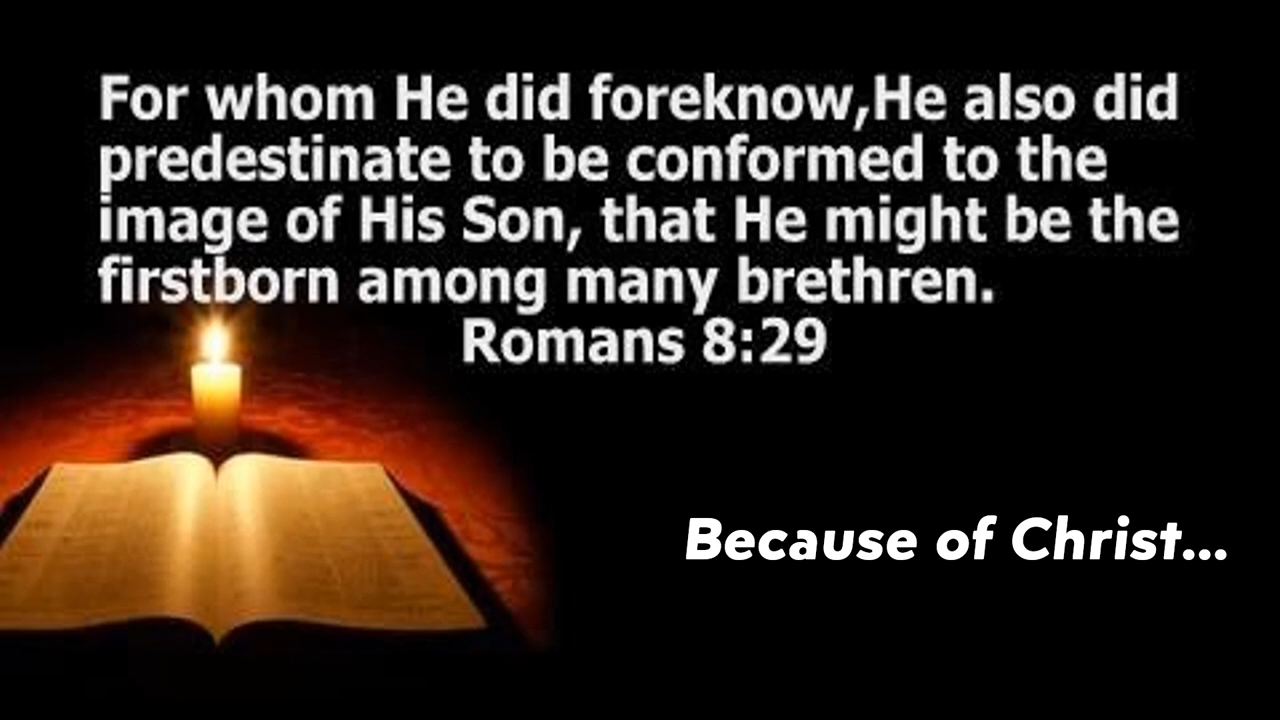 For whom He did foreknow,He also did
predestinate to be conformed to the
image of His Son, that He might be the
firstborn among many brethren.
Romans 8:29
Because of Christ...